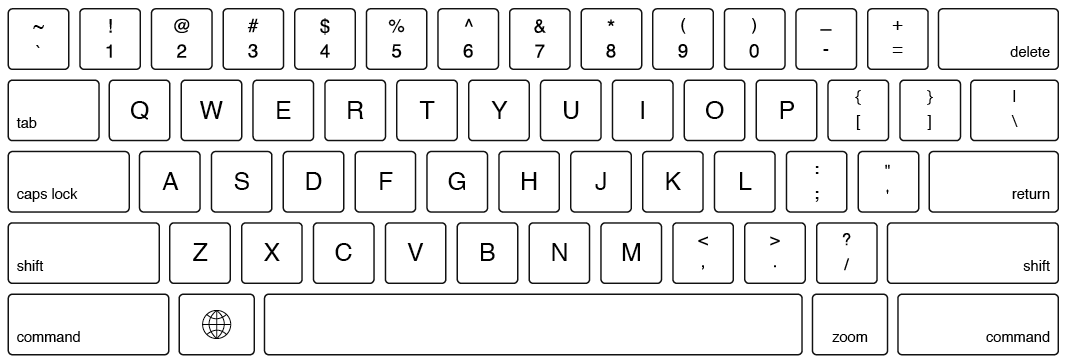 ~ ! @ # $ % ^ & * ( ) _ +
` 1 2 3 4 5 6 7 8 9 0 - = delete
tab Q W E R T Y U I O P { [ } ] | \
caps lock A S D F G H J K L : ; " ' return
shift Z X C V B N M < , > . ? / shift
command zoom command